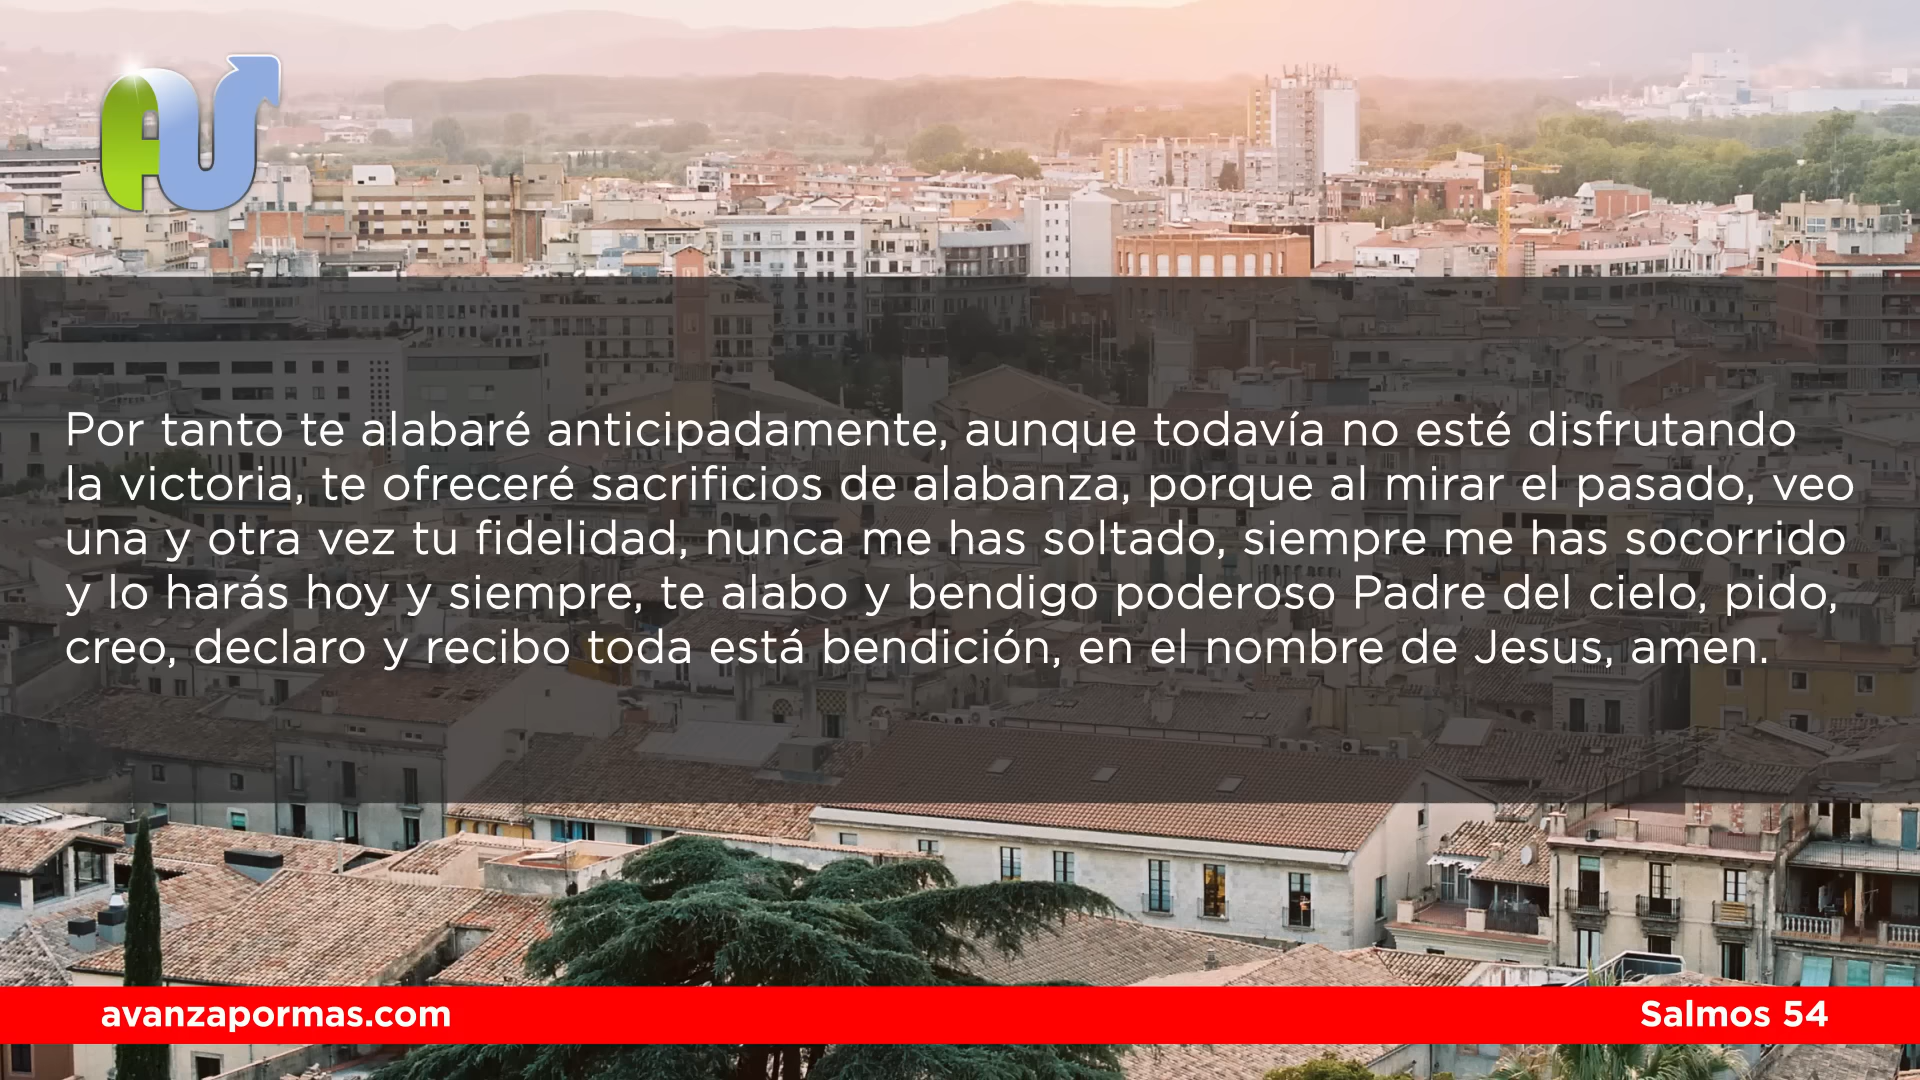 Por tanto te alabaré anticipadamente, aunque todavía no esté disfrutando
la victoria, te ofreceré sacrificios de alabanza, porque al mirar el pasado, veo
una y otra vez tu fidelidad, nunca me has soltado, siempre me has socorrido
y lo harás hoy y siempre, te alabo y bendigo poderoso Padre del cielo, pido,
creo, declaro y recibo toda está bendición, en el nombre de Jesus, amen.
avanzapormas.com
Salmos 54